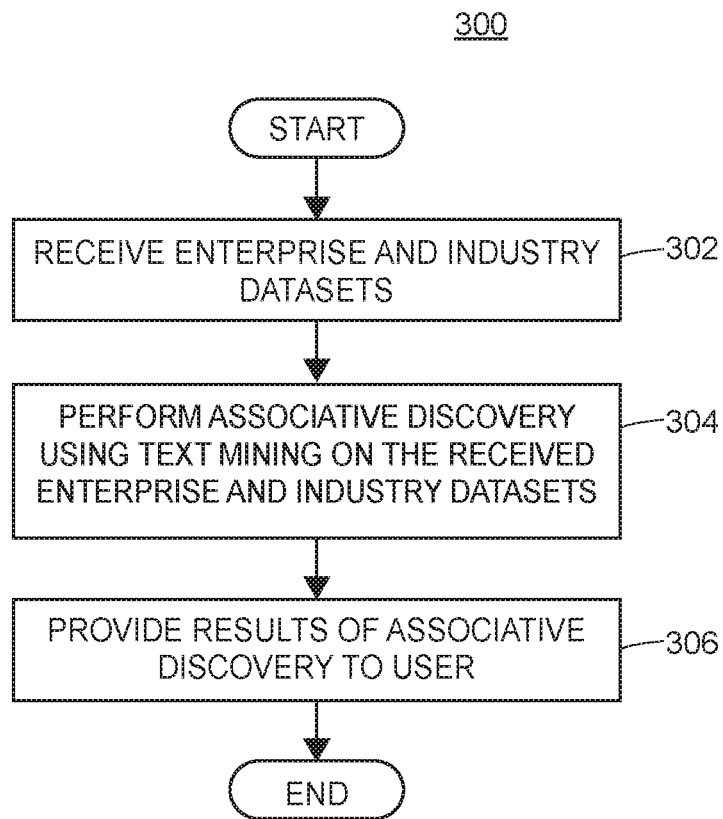 300
START
RECEIVE ENTERPRISE AND INDUSTRY
DATASETS
302
PERFORM ASSOCIATIVE DISCOVERY
USING TEXT MINING ON THE RECEIVED
ENTERPRISE AND INDUSTRY DATASETS
304
PROVIDE RESULTS OF ASSOCIATIVE
DISCOVERY TO USER
306
END